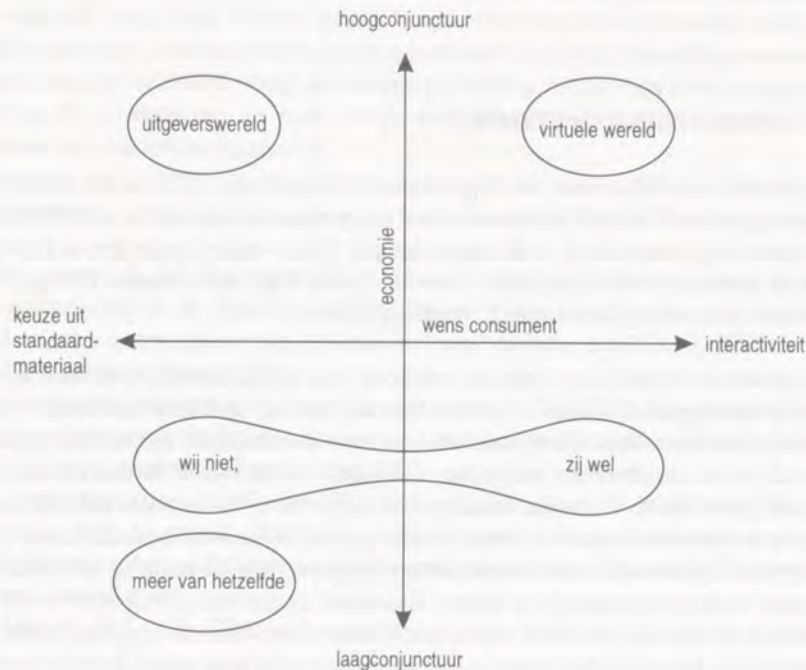 hoogconjunctuur
uitgeverswereld
virtuele wereld
economie
wens consument
keuze uit
standaard-
materiaal
interactiviteit
wij niet,
zij wel
meer van hetzelfde
laagconjunctuur